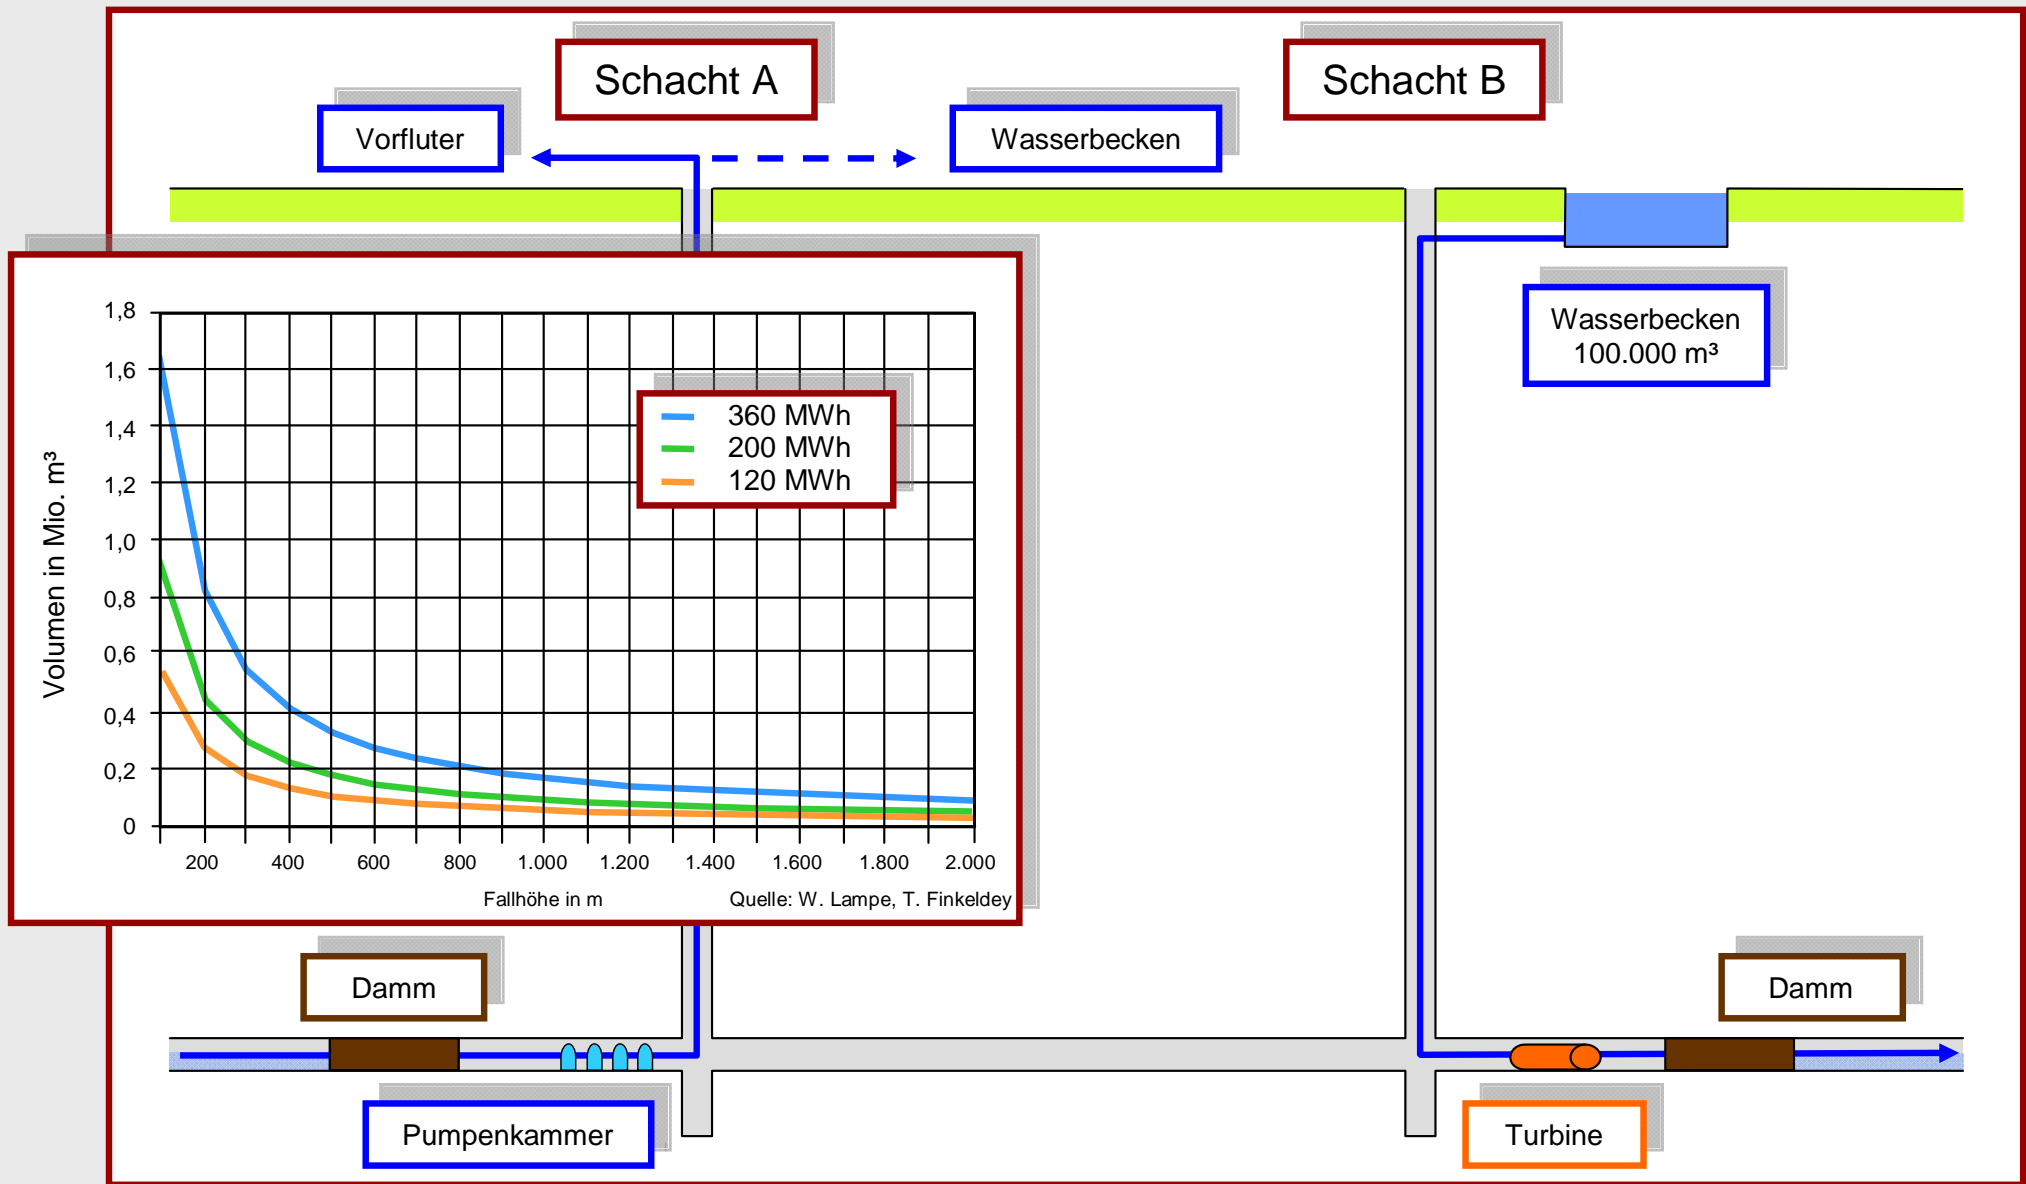 Schacht A
Schacht B
Vorfluter
Wasserbecken
Wasserbecken
100.000 m³
Volumen in Mio. m³
1,8
1,6
1,4
1,2
1,0
0,8
0,6
0,4
0,2
0
360 MWh
200 MWh
120 MWh
200 400 600 800 1.000 1.200 1.400 1.600 1.800 2.000
Fallhöhe in m
Quelle: W. Lampe, T. Finkeldey
Damm
Damm
Pumpenkammer
Turbine